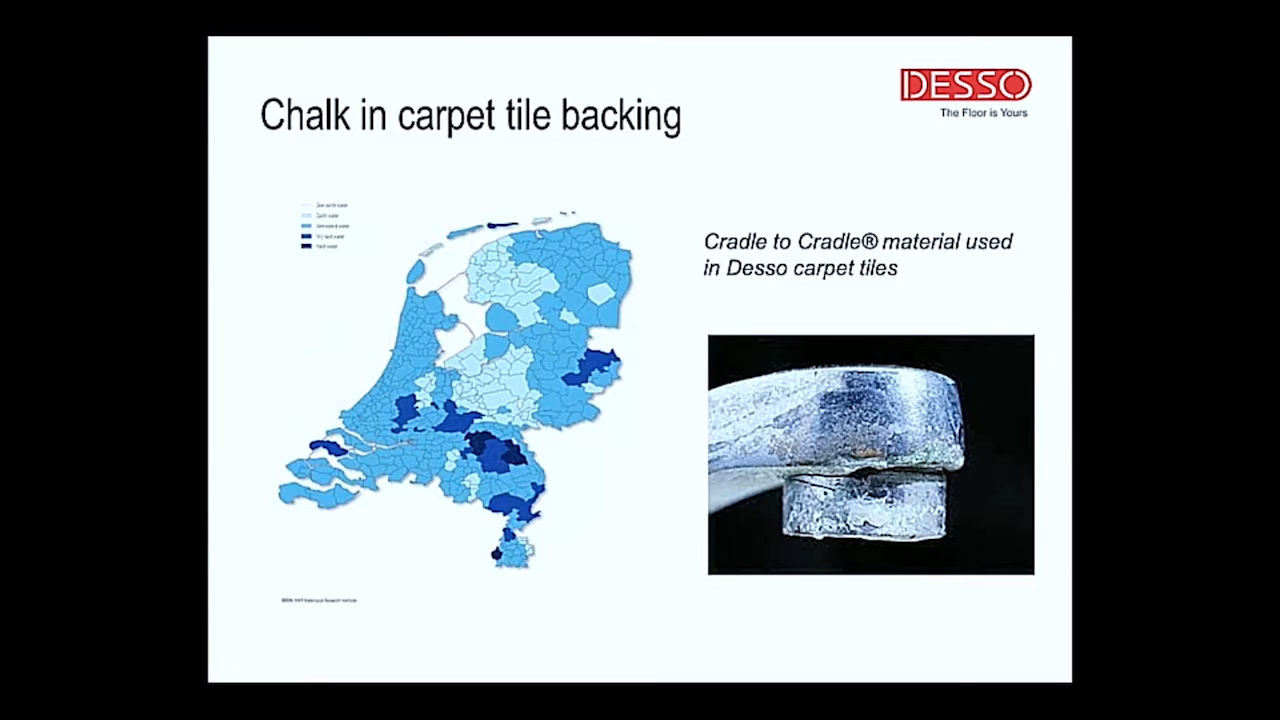 DESSO
The Floor is Yours
Chalk in carpet tile backing
Cradle to Cradle® material used
in Desso carpet tiles